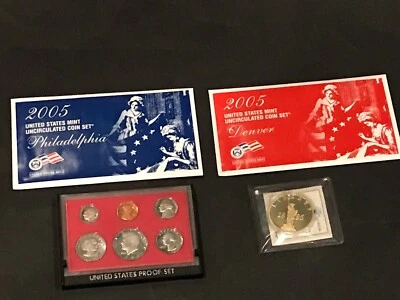 2005
UNITED STATES MINT
UNCIRCULATED COIN SET
Philadelphia
2005
UNITED STATES MINT
UNCIRCULATED COIN SET
Denver
UNITED STATES PROOF SET